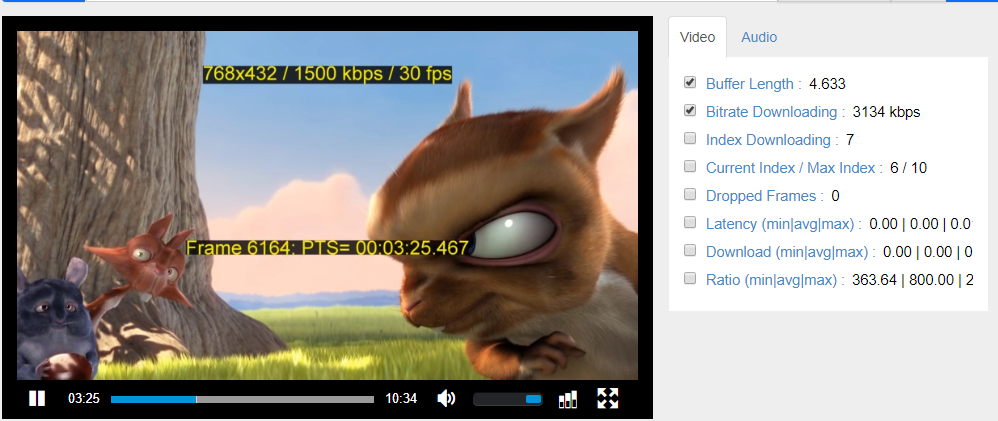 768x432 / 1500 kbps / 30 fps
Frame 6164: PTS= 00:03:25.467
03:25
10:34
Video Audio
Buffer Length : 4.633
Bitrate Downloading : 3134 kbps
Index Downloading : 7
Current Index / Max Index : 6 / 10
Dropped Frames : 0
Latency (min|avg|max) : 0.00 | 0.00 | 0.0
Download (min|avg|max) : 0.00 | 0.00 | 0
Ratio (min|avg|max) : 363.64 | 800.00 | 2